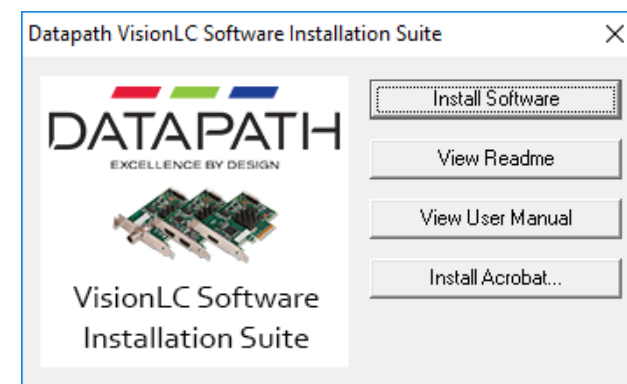 Datapath VisionLC Software Installation Suite
DATAPATH
EXCELLENCE BY DESIGN
VisionLC Software
Installation Suite
Install Software
View Readme
View User Manual
Install Acrobat...